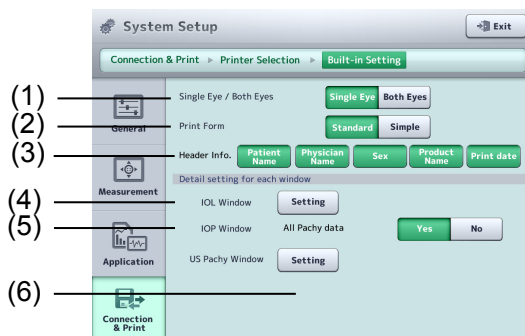 System Setup
Exit
Connection & Print ▶ Printer Selection ▶ Built-in Setting
(1)
Single Eye / Both Eyes
Single Eye
Both Eyes
(2)
General
Print Form
Standard
Simple
(3)
Header Info.
Patient Name
Physician Name
Sex
Product Name
Print date
Detail setting for each window
Measurement
(4)
IOL Window
Setting
(5)
IOP Window
All Pachy data
Yes
No
Application
US Pachy Window
Setting
(6)
Connection
& Print